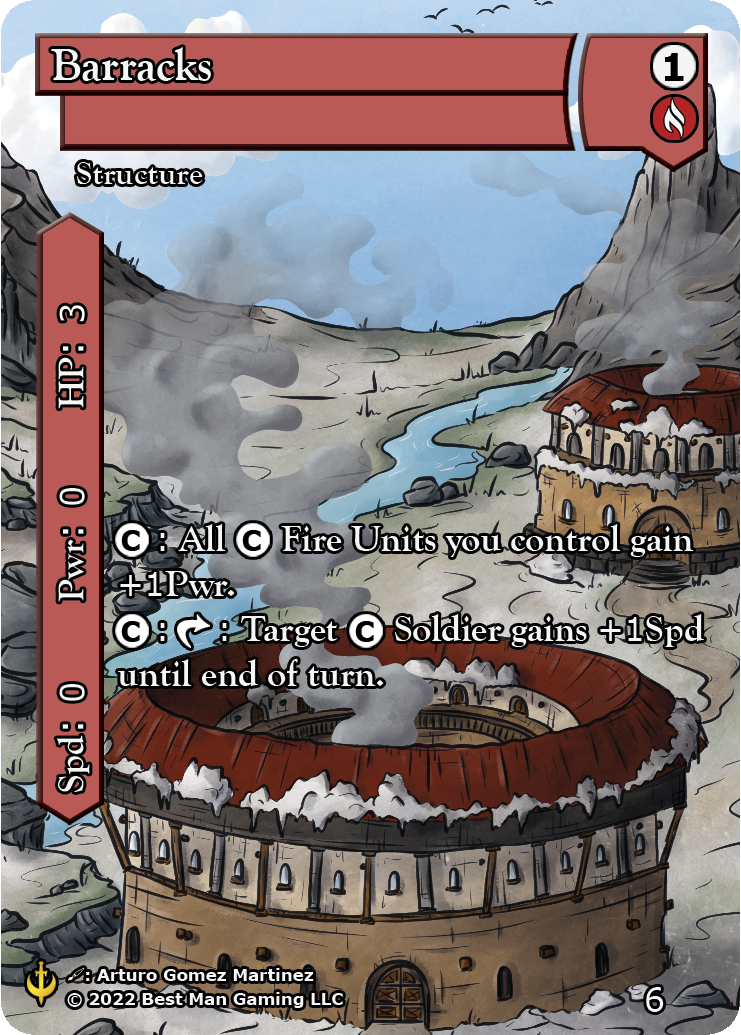 Barracks
1
Structure
HP: 3
Pwr: 0
Spd: 0
C : All C Fire Units you control gain
+1Pwr.
C : : Target C Soldier gains +1Spd
until end of turn.
: Arturo Gomez Martinez
© 2022 Best Man Gaming LLC
6